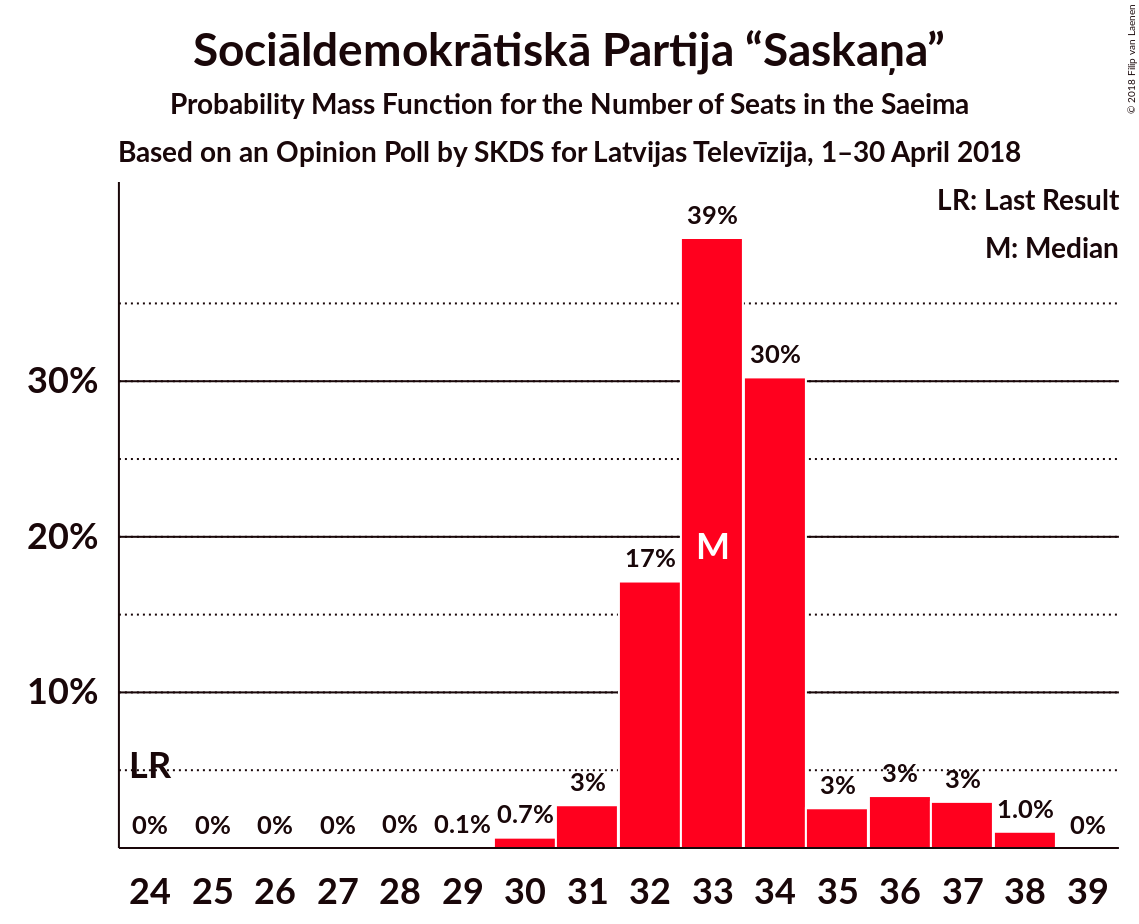 Sociāldemokrātiskā Partija “Saskaņa”
Probability Mass Function for the Number of Seats in the Saeima
Based on an Opinion Poll by SKDS for Latvijas Televīzija, 1–30 April 2018
© 2018 Filip van Laenen
LR: Last Result
M: Median
39%
30%
30%
20%
17%
M
10%
LR
0%
0%
0%
0%
0%
0.1%
0.7%
3%
3%
3%
3%
1.0%
0%
24 25 26 27 28 29 30 31 32 33 34 35 36 37 38 39